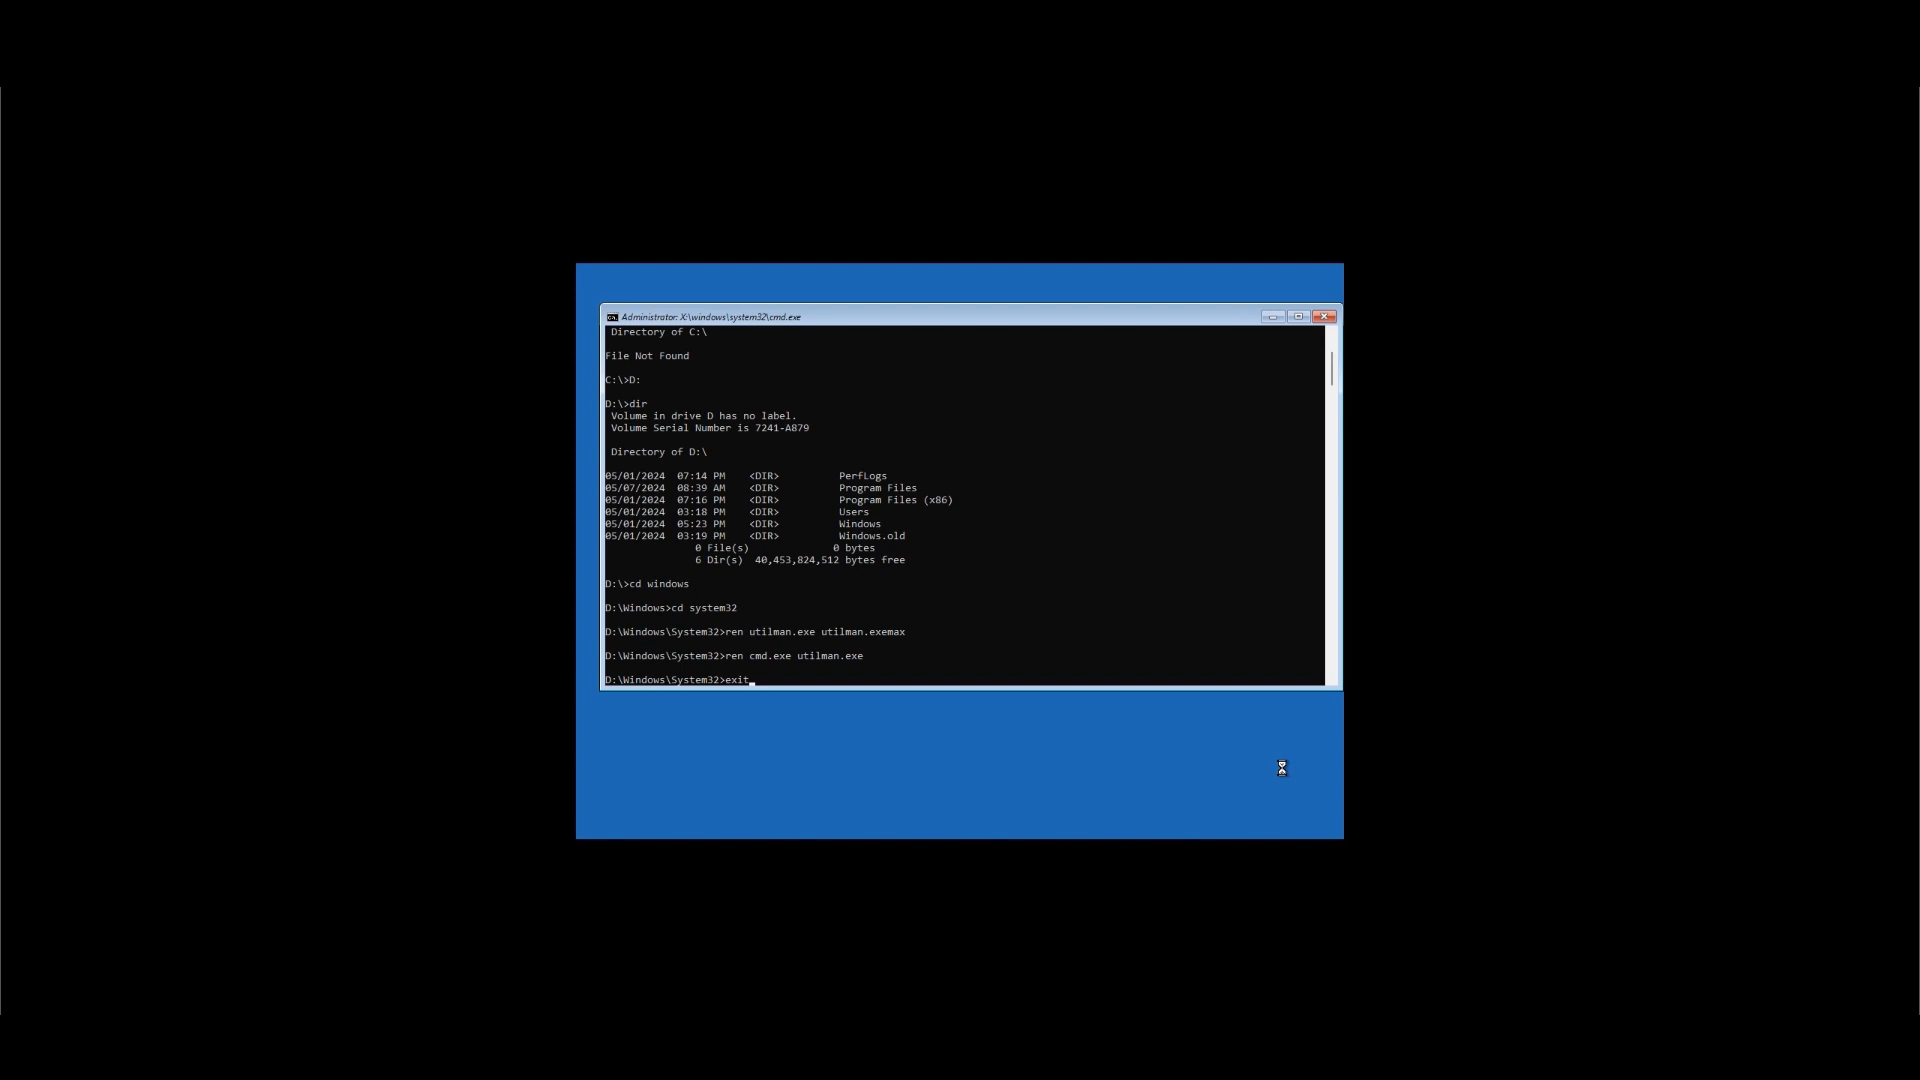 Administrator: X:\windows\system32\cmd.exe
Directory of C:\
File Not Found
C:\>D:
D:\>dir
Volume in drive D has no label.
Volume Serial Number is 7241-A879
Directory of D:\
05/01/2024  07:14 PM    <DIR>          PerfLogs
05/07/2024  08:39 AM    <DIR>          Program Files
05/01/2024  07:16 PM    <DIR>          Program Files (x86)
05/01/2024  03:18 PM    <DIR>          Users
05/01/2024  05:23 PM    <DIR>          Windows
05/01/2024  03:19 PM    <DIR>          Windows.old
0 File(s)              0 bytes
6 Dir(s)  40,453,824,512 bytes free
D:\>cd windows
D:\Windows>cd system32
D:\Windows\System32>ren utilman.exe utilman.exemax
D:\Windows\System32>ren cmd.exe utilman.exe
D:\Windows\System32>exit